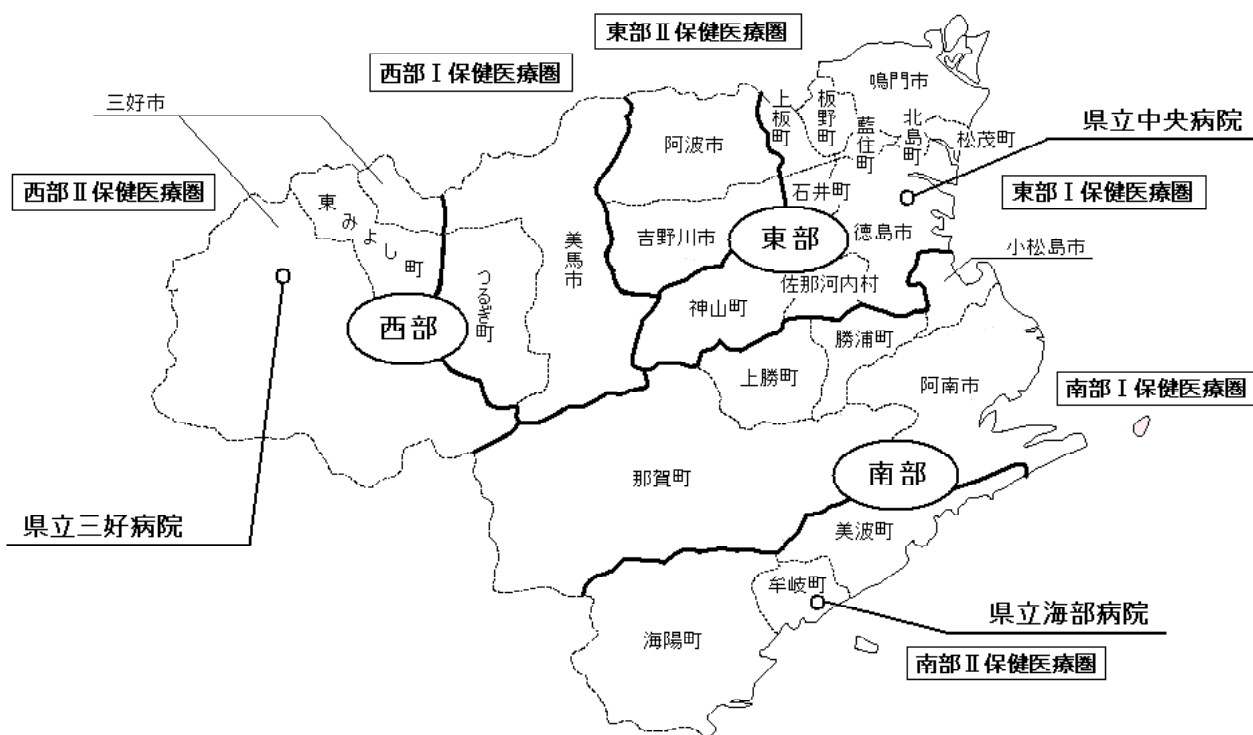 東部Ⅱ保健医療圏
西部Ⅰ保健医療圏
三好市
西部Ⅱ保健医療圏
東みよし町
つるぎ町
美馬市
阿波市
吉野川市
上板町
板野町
藍住町
北島町
鳴門市
松茂町
県立中央病院
石井町
東部Ⅰ保健医療圏
東部
徳島市
小松島市
佐那河内村
神山町
西部
勝浦町
上勝町
阿南市
南部Ⅰ保健医療圏
那賀町
南部
県立三好病院
美波町
牟岐町
県立海部病院
海陽町
南部Ⅱ保健医療圏